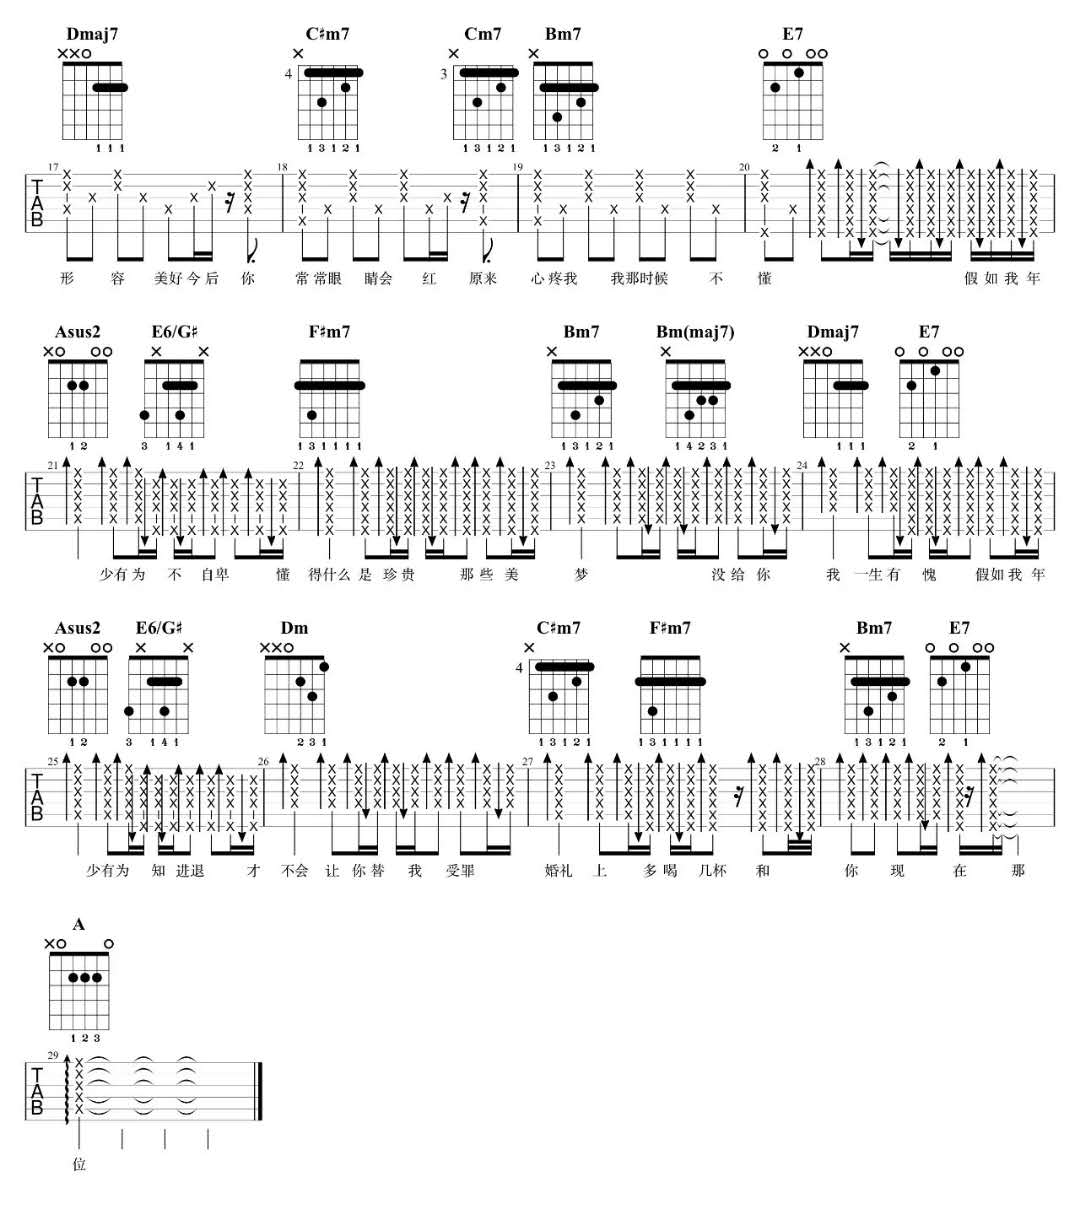 Dmaj7 C♯m7 Cm7 Bm7 E7
4 3
1 1 1 1 3 1 2 1 1 3 1 2 1 1 3 1 2 1 2 1
17 18 19 20
TAB
形 容 美好 今 后 你 常 常眼 睛会 红 原来 心 疼我 我那时候 不 懂 假 如 我 年
Asus2 E6/G♯ F♯m7 Bm7 Bm(maj7) Dmaj7 E7
1 2 3 1 4 1 1 3 1 1 1 1 1 3 1 2 1 1 4 2 3 1 1 1 1 2 1
21 22 23 24
TAB
少有 为 不 自卑 懂 得什么 是 珍 贵 那 些 美 梦 没 给 你 我 一生 有 愧 假如 我 年
Asus2 E6/G♯ Dm C♯m7 F♯m7 Bm7 E7
4
1 2 3 1 4 1 2 3 1 1 3 1 2 1 1 3 1 1 1 1 1 3 1 2 1 2 1
25 26 27 28
TAB
少有为 知 进退 才 不会 让 你 替 我 受罪 婚礼 上 多 喝 几杯 和 你 现 在 那
A
1 2 3
29
TAB
位